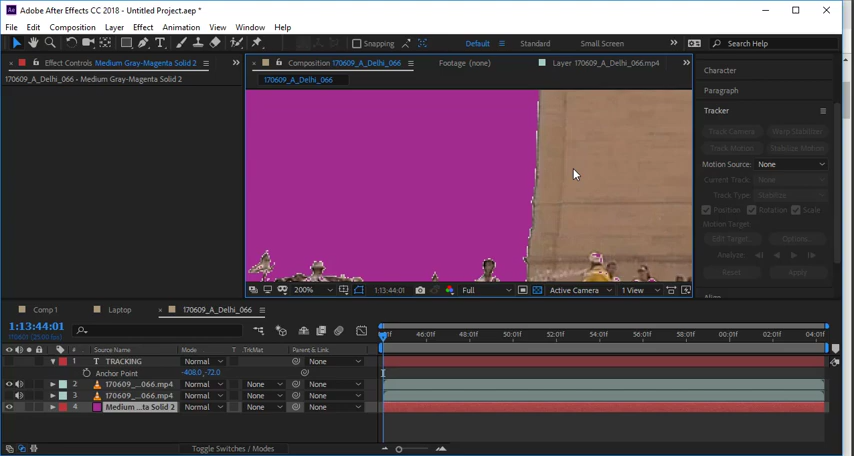 Adobe After Effects CC 2018 - Untitled Project.aep *
File Edit Composition Layer Effect Animation View Window Help
Snapping Default Standard Small Screen Search Help
Effect Controls Medium Gray-Magenta Solid 2
170609_A_Delhi_066 • Medium Gray-Magenta Solid 2
Composition 170609_A_Delhi_066
Footage (none)
Layer 170609_A_Delhi_066.mp4
170609_A_Delhi_066
Character
Paragraph
Tracker
Track Camera Warp Stabilizer
Track Motion Stabilize Motion
Motion Source: None
Current Track: None
Track Type: Stabilize
Position Rotation Scale
Motion Target:
Edit Target... Options...
Analyze:
Reset Apply
Align
200% 1:13:44:01 Full Active Camera 1 View
Comp 1 Laptop 170609_A_Delhi_066
1:13:44:01
46:01f 48:01f 50:01f 52:01f 54:01f 56:01f 58:01f 00:01f 02:01f 04:01f
# Source Name Mode T .TrkMat Parent & Link
1 T TRACKING Normal None
Anchor Point -408.0,-72.0
2 170609_...066.mp4 Normal None None
3 170609_...066.mp4 Normal None None
4 Medium ...ta Solid 2 Normal None None
Toggle Switches / Modes